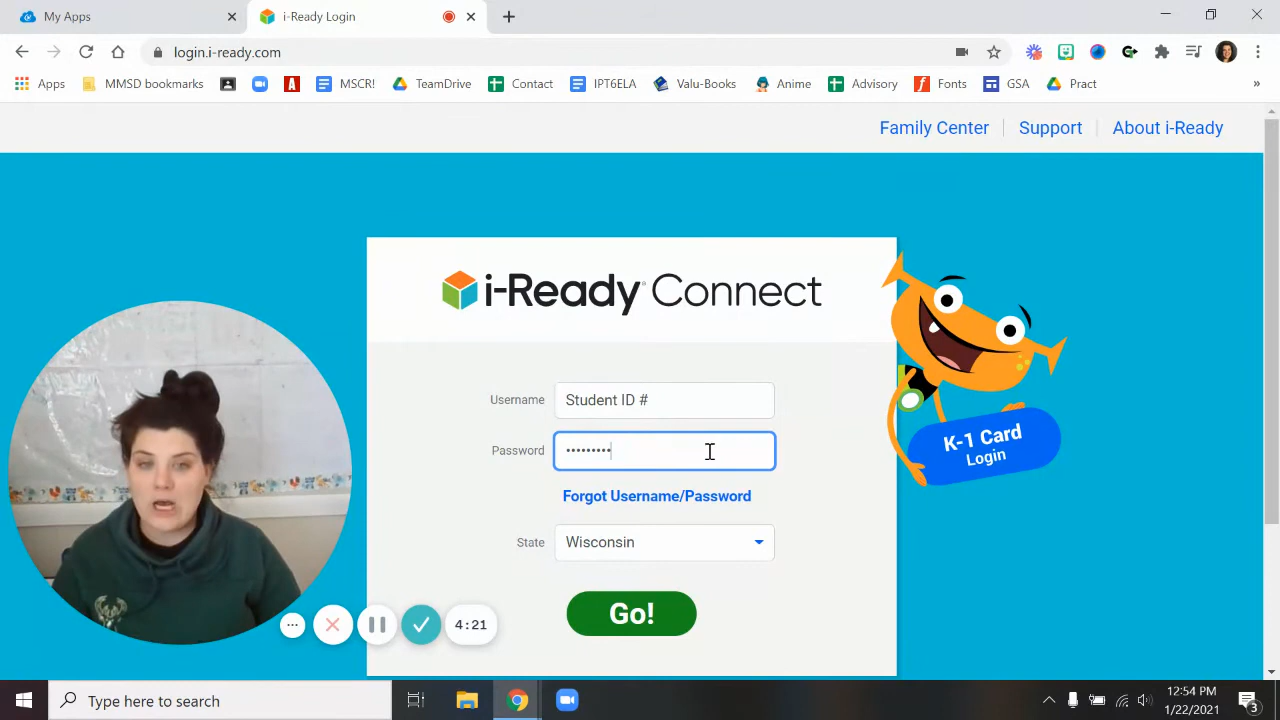 My Apps
i-Ready Login
login.i-ready.com
Apps MMSD bookmarks MSCR! TeamDrive Contact IPT6ELA Valu-Books Anime Advisory Fonts GSA Pract »
Family Center Support About i-Ready
i-Ready Connect
Username Student ID #
Password •••••••••
Forgot Username/Password
State Wisconsin
Go!
K-1 Card
Login
4:21
Type here to search
12:54 PM
1/22/2021
3